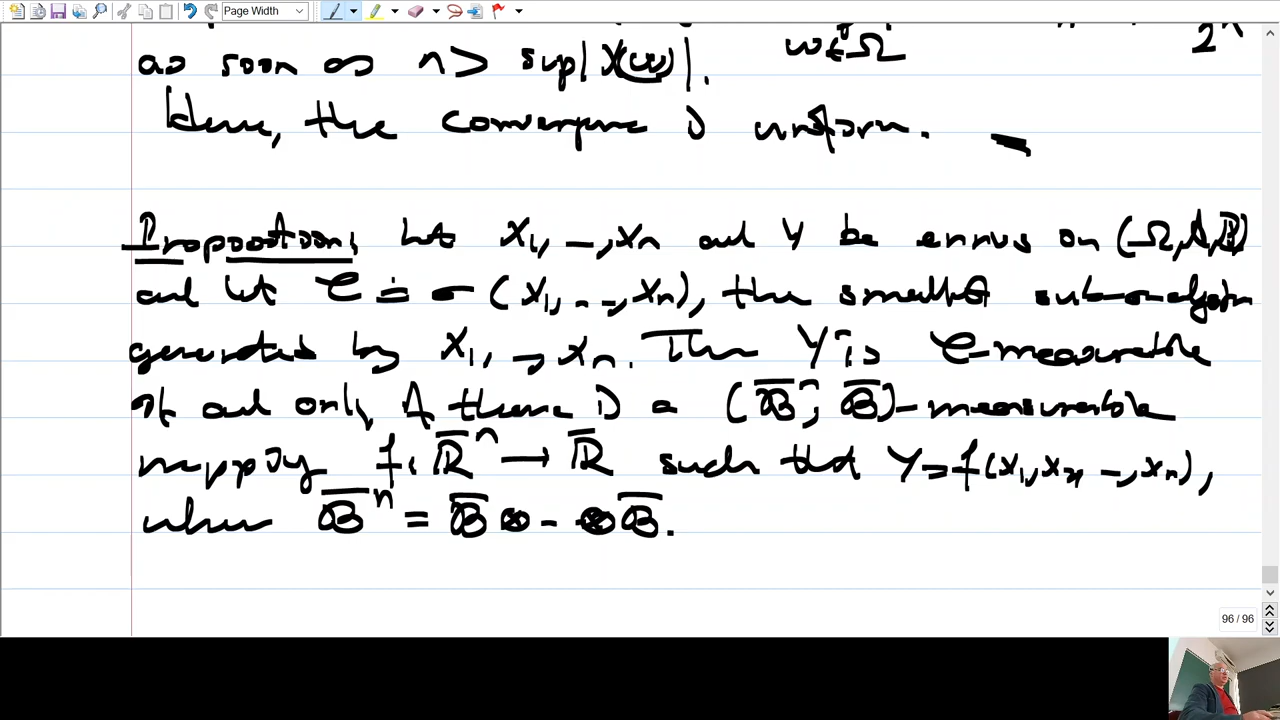 Page Width
as soon as n > sup|X(ω)|.
ω∈Ω
2^n
Hence, the convergence is uniform.
Proposition: Let X₁, –, Xn and Y be errvs on (Ω, A, P)
and let 𝒞 ≐ σ(X₁, – –, Xn), the smallest sub-σ-algebra
generated by X₁, –, Xn. Then Y is 𝒞-measurable
if and only if there is a (𝔹̄ⁿ, 𝔹̄)-measurable
mapping f: ℝ̄ⁿ → ℝ̄ such that Y = f(X₁, X₂, –, Xn),
where 𝔹̄ⁿ = 𝔹̄ ⊗ – ⊗ 𝔹̄.
96 / 96